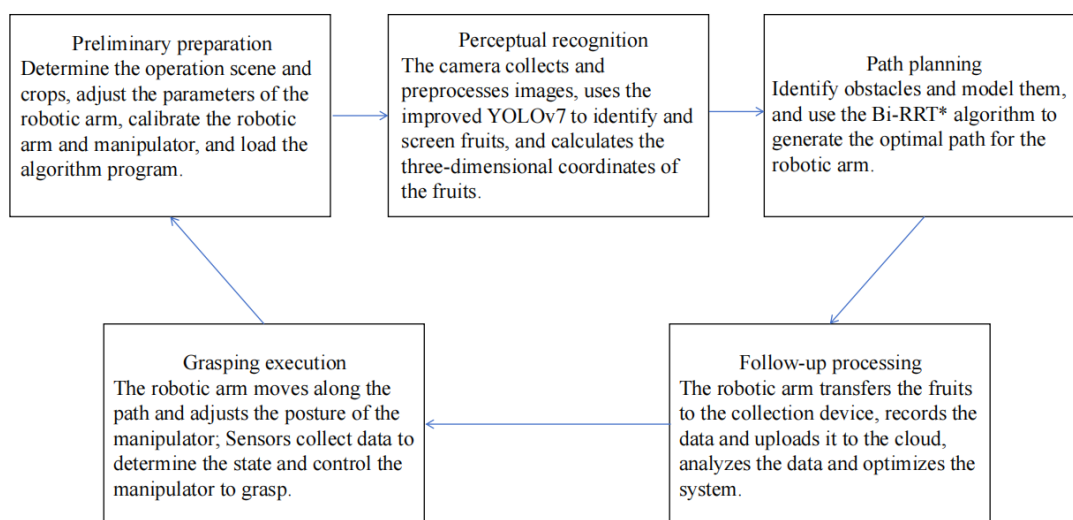 Preliminary preparation
Determine the operation scene and
crops, adjust the parameters of
the robotic arm, calibrate the robotic
arm and manipulator, and load the
algorithm program.
Perceptual recognition
The camera collects and
preprocesses images, uses the
improved YOLOv7 to identify and
screen fruits, and calculates the
three-dimensional coordinates of
the fruits.
Path planning
Identify obstacles and model them,
and use the Bi-RRT* algorithm to
generate the optimal path for the
robotic arm.
Grasping execution
The robotic arm moves along the
path and adjusts the posture of the
manipulator; Sensors collect data to
determine the state and control the
manipulator to grasp.
Follow-up processing
The robotic arm transfers the fruits
to the collection device, records the
data and uploads it to the cloud,
analyzes the data and optimizes the
system.